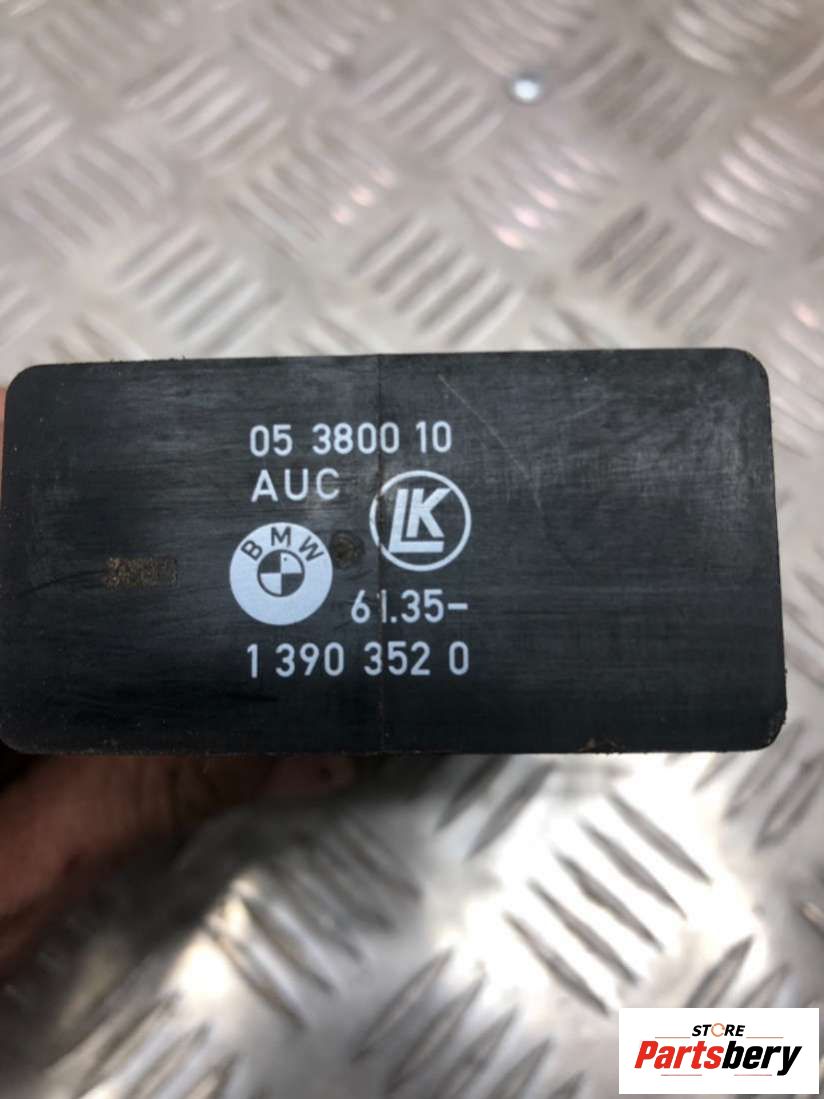 05 3800 10
AUC
LK
BMW
61.35-
1 390 352 0
STORE
Partsbery